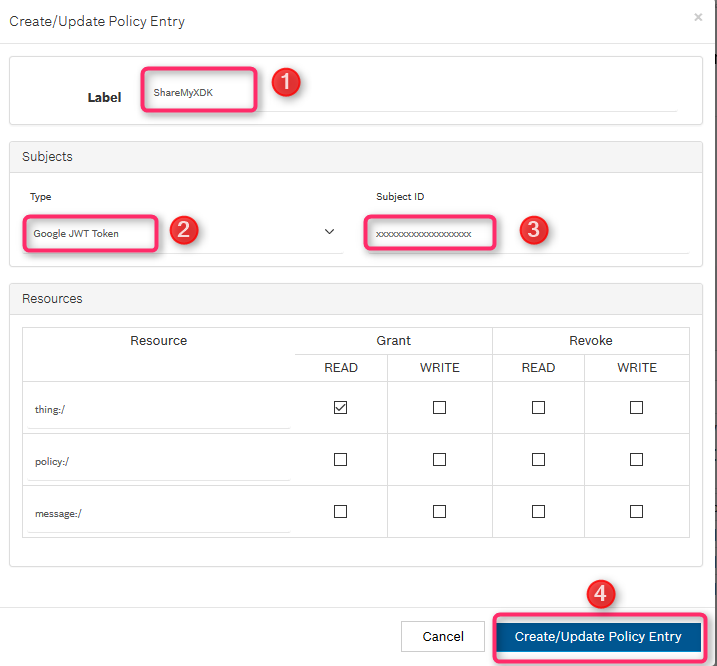 Create/Update Policy Entry ×
Label ShareMyXDK 1
Subjects
Type Subject ID
Google JWT Token 2 xxxxxxxxxxxxxxxxxxx 3
Resources
Resource Grant Revoke
READ WRITE READ WRITE
thing:/
policy:/
message:/
4
Cancel Create/Update Policy Entry